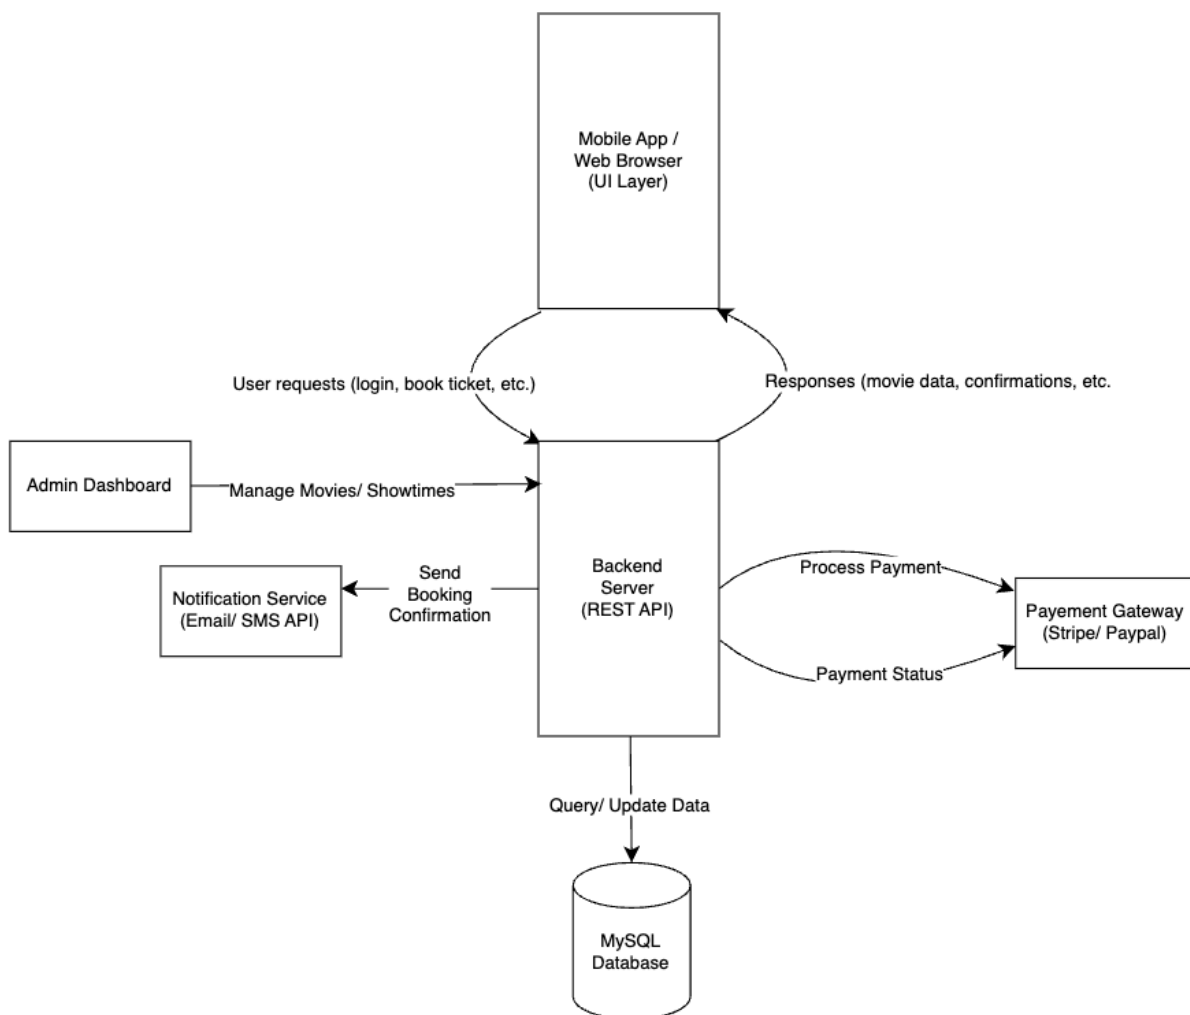 Mobile App /
Web Browser
(UI Layer)
User requests (login, book ticket, etc.)
Responses (movie data, confirmations, etc.
Admin Dashboard
Manage Movies/ Showtimes
Notification Service
(Email/ SMS API)
Send
Booking
Confirmation
Backend
Server
(REST API)
Process Payment
Payement Gateway
(Stripe/ Paypal)
Payment Status
Query/ Update Data
MySQL
Database